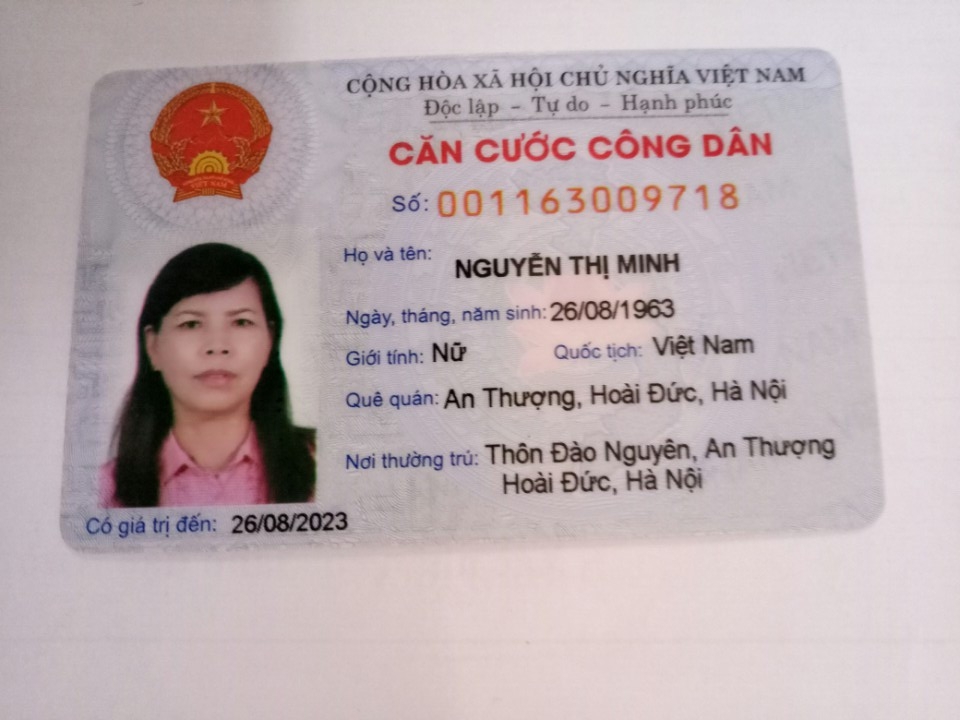 CỘNG HÒA XÃ HỘI CHỦ NGHĨA VIỆT NAM
Độc lập - Tự do - Hạnh phúc
CĂN CƯỚC CÔNG DÂN
Số: 001163009718
Họ và tên: NGUYỄN THỊ MINH
Ngày, tháng, năm sinh: 26/08/1963
Giới tính: Nữ Quốc tịch: Việt Nam
Quê quán: An Thượng, Hoài Đức, Hà Nội
Nơi thường trú: Thôn Đào Nguyên, An Thượng
Hoài Đức, Hà Nội
Có giá trị đến: 26/08/2023
VIỆT NAM